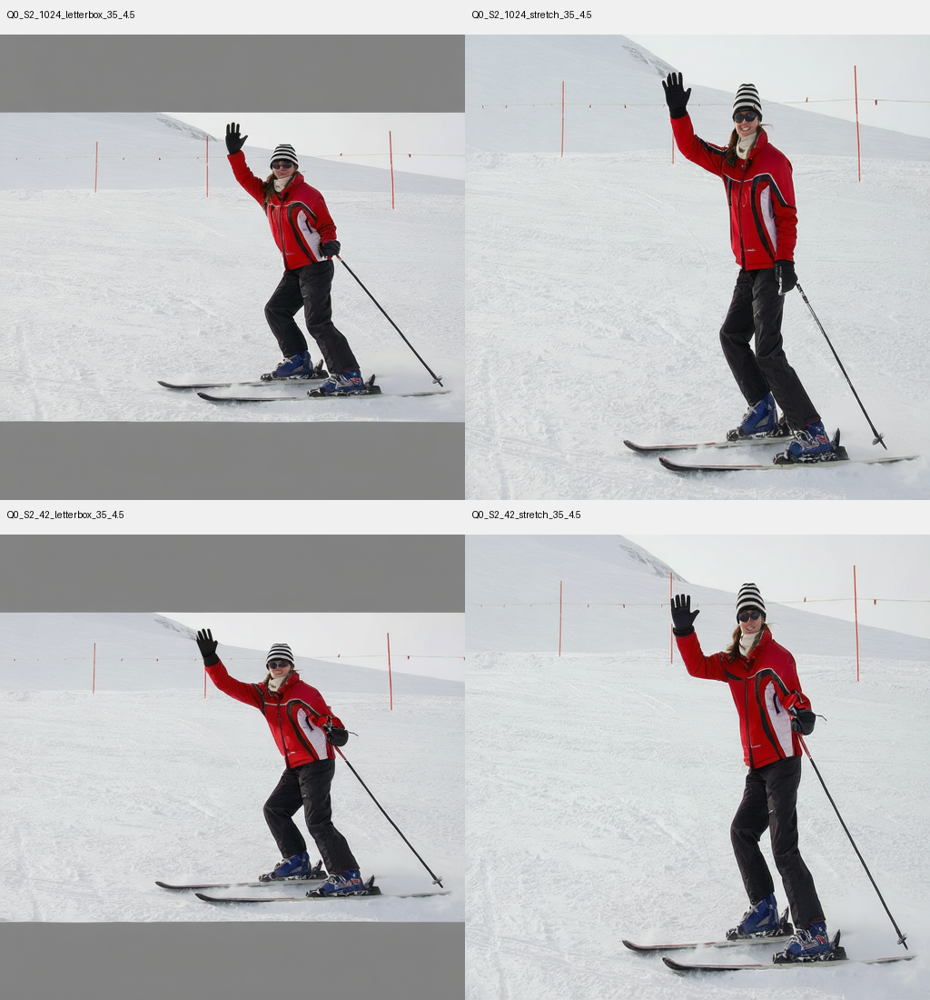 Q0_S2_1024_letterbox_35_4.5
Q0_S2_1024_stretch_35_4.5
Q0_S2_42_letterbox_35_4.5
Q0_S2_42_stretch_35_4.5